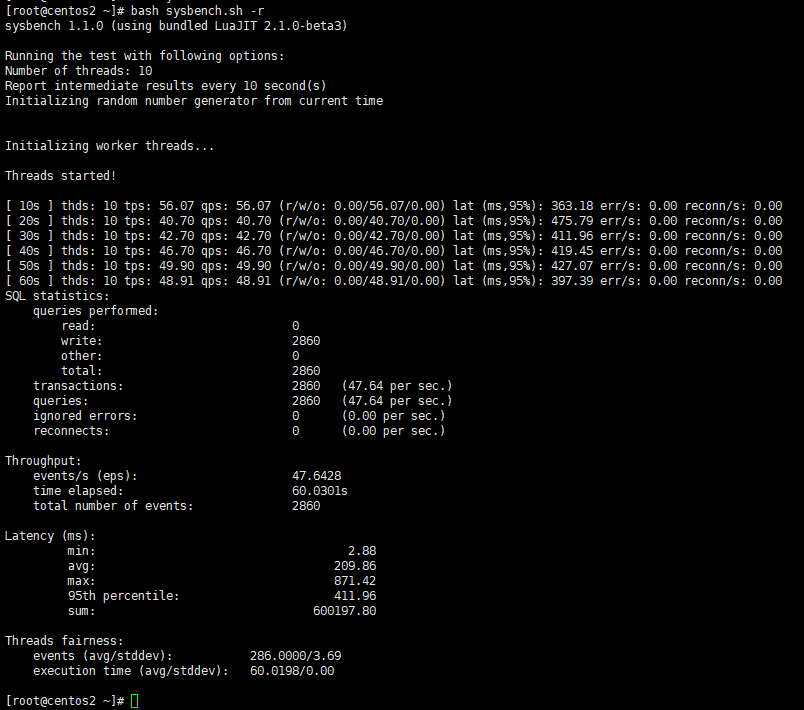 [root@centos2 ~]# bash sysbench.sh -r
sysbench 1.1.0 (using bundled LuaJIT 2.1.0-beta3)
Running the test with following options:
Number of threads: 10
Report intermediate results every 10 second(s)
Initializing random number generator from current time
Initializing worker threads...
Threads started!
[ 10s ] thds: 10 tps: 56.07 qps: 56.07 (r/w/o: 0.00/56.07/0.00) lat (ms,95%): 363.18 err/s: 0.00 reconn/s: 0.00
[ 20s ] thds: 10 tps: 40.70 qps: 40.70 (r/w/o: 0.00/40.70/0.00) lat (ms,95%): 475.79 err/s: 0.00 reconn/s: 0.00
[ 30s ] thds: 10 tps: 42.70 qps: 42.70 (r/w/o: 0.00/42.70/0.00) lat (ms,95%): 411.96 err/s: 0.00 reconn/s: 0.00
[ 40s ] thds: 10 tps: 46.70 qps: 46.70 (r/w/o: 0.00/46.70/0.00) lat (ms,95%): 419.45 err/s: 0.00 reconn/s: 0.00
[ 50s ] thds: 10 tps: 49.90 qps: 49.90 (r/w/o: 0.00/49.90/0.00) lat (ms,95%): 427.07 err/s: 0.00 reconn/s: 0.00
[ 60s ] thds: 10 tps: 48.91 qps: 48.91 (r/w/o: 0.00/48.91/0.00) lat (ms,95%): 397.39 err/s: 0.00 reconn/s: 0.00
SQL statistics:
queries performed:
read: 0
write: 2860
other: 0
total: 2860
transactions: 2860 (47.64 per sec.)
queries: 2860 (47.64 per sec.)
ignored errors: 0 (0.00 per sec.)
reconnects: 0 (0.00 per sec.)
Throughput:
events/s (eps): 47.6428
time elapsed: 60.0301s
total number of events: 2860
Latency (ms):
min: 2.88
avg: 209.86
max: 871.42
95th percentile: 411.96
sum: 600197.80
Threads fairness:
events (avg/stddev): 286.0000/3.69
execution time (avg/stddev): 60.0198/0.00
[root@centos2 ~]#